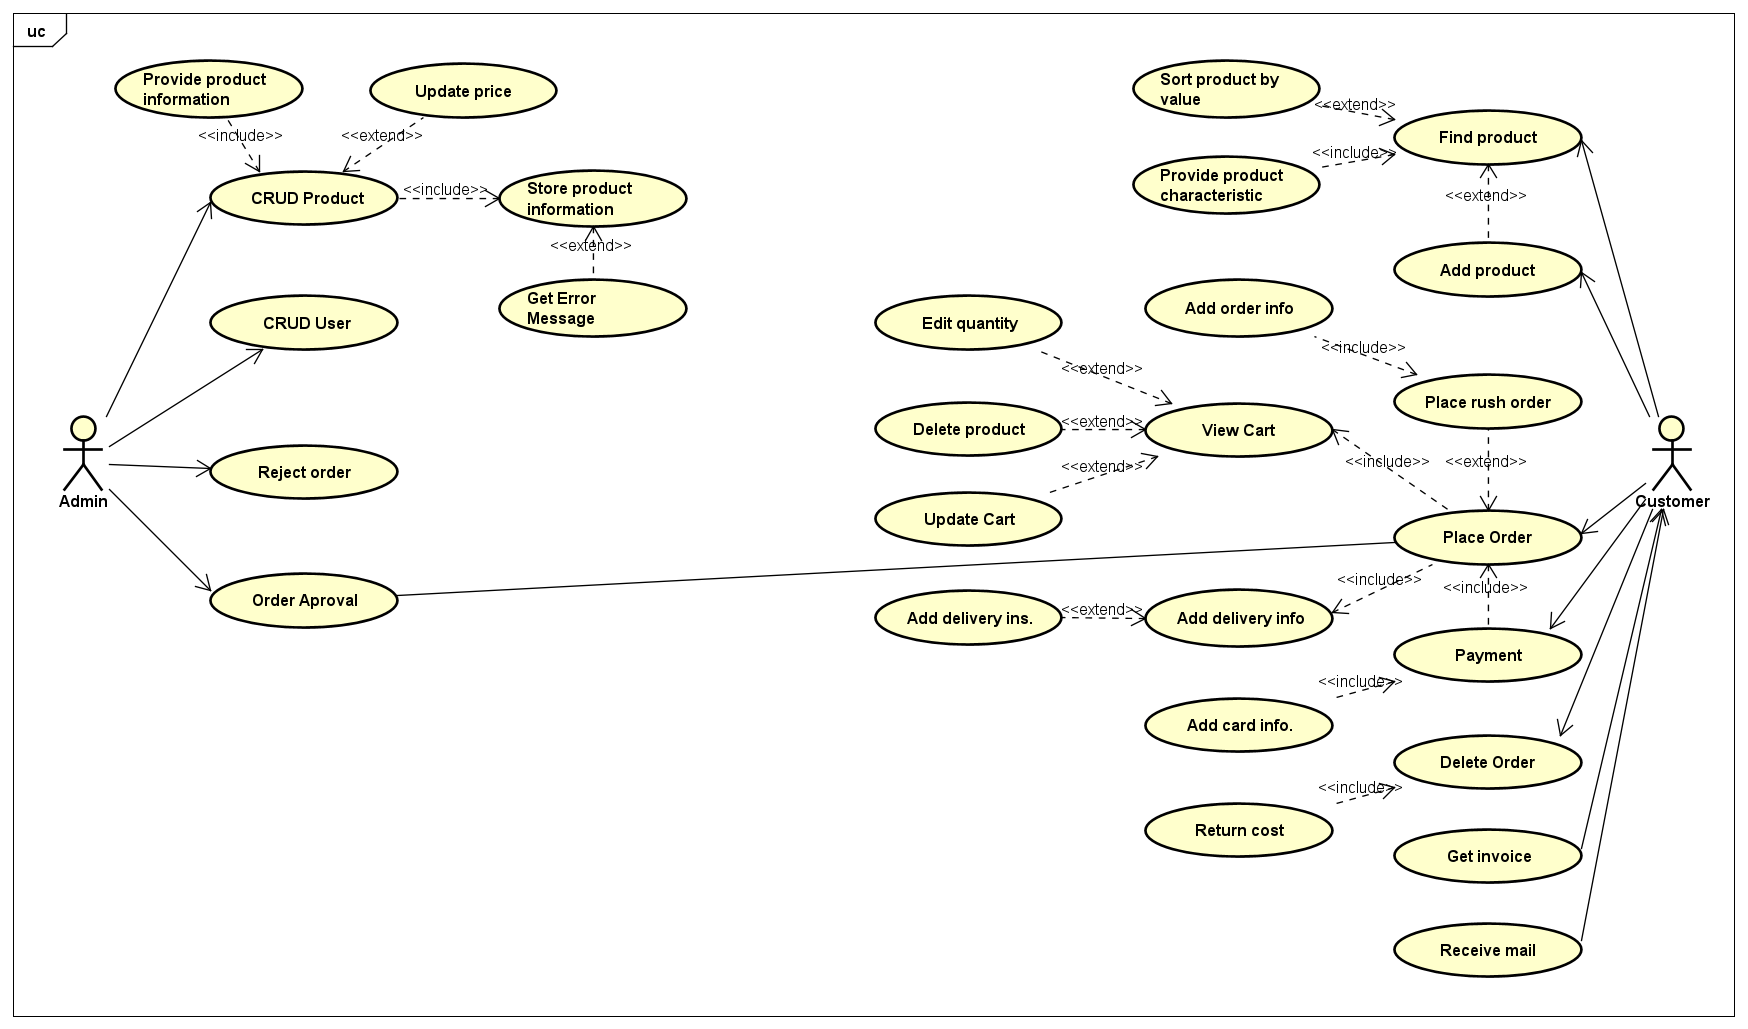 uc
Provide product
information
Update price
<<include>>
<<extend>>
CRUD Product
<<include>>
Store product
information
<<extend>>
Get Error
Message
CRUD User
Reject order
Admin
Order Aproval
Sort product by
value
<<extend>>
Find product
<<include>>
Provide product
characteristic
<<extend>>
Add product
Edit quantity
Add order info
<<include>>
<<extend>>
Place rush order
Delete product
<<extend>>
View Cart
<<extend>>
<<include>>
<<extend>>
Customer
Update Cart
Place Order
<<include>>
<<include>>
Add delivery ins.
<<extend>>
Add delivery info
Payment
<<include>>
Add card info.
Delete Order
<<include>>
Return cost
Get invoice
Receive mail